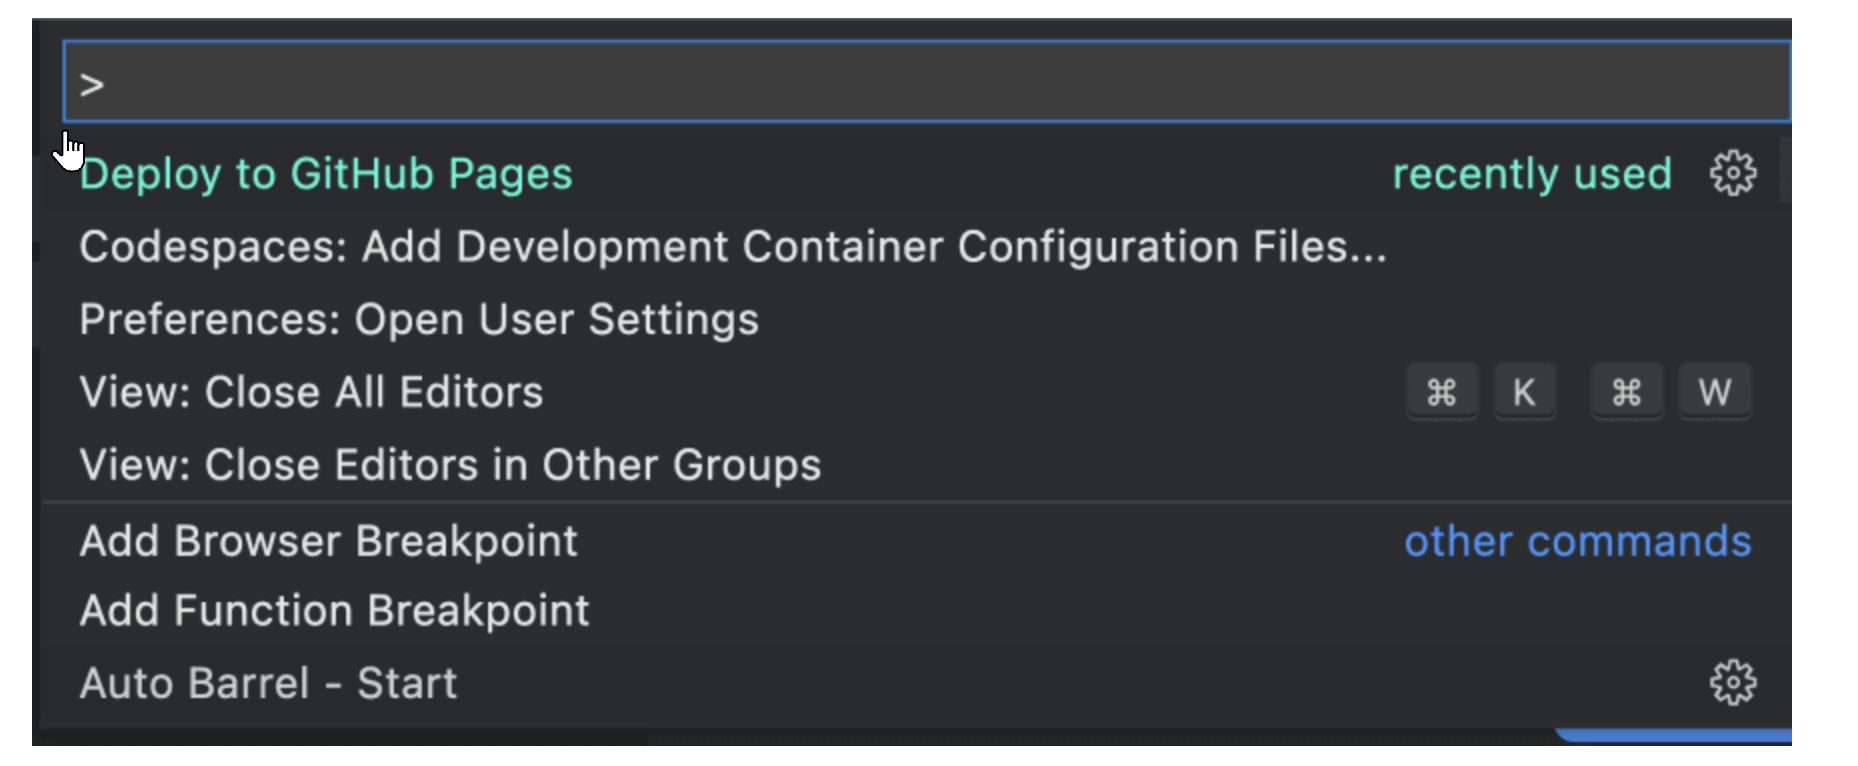 >
Deploy to GitHub Pages recently used
Codespaces: Add Development Container Configuration Files...
Preferences: Open User Settings
View: Close All Editors ⌘ K ⌘ W
View: Close Editors in Other Groups
Add Browser Breakpoint other commands
Add Function Breakpoint
Auto Barrel - Start